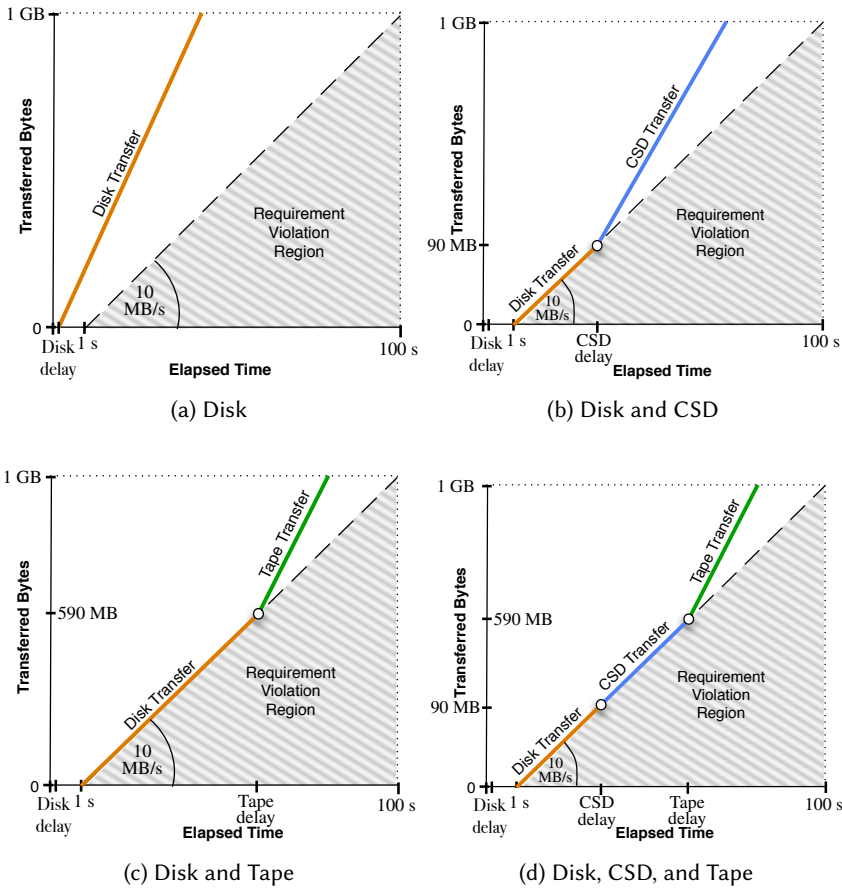 1 GB
Transferred Bytes
Disk Transfer
Requirement
Violation
Region
10
MB/s
0
Disk
delay
1 s
100 s
Elapsed Time
(a) Disk
1 GB
Transferred Bytes
CSD Transfer
90 MB
Disk Transfer
Requirement
Violation
Region
10
MB/s
0
Disk
delay
1 s
CSD
delay
100 s
Elapsed Time
(b) Disk and CSD
1 GB
Transferred Bytes
Tape Transfer
590 MB
Disk Transfer
Requirement
Violation
Region
10
MB/s
0
Disk
delay
1 s
Tape
delay
100 s
Elapsed Time
(c) Disk and Tape
1 GB
Transferred Bytes
Tape Transfer
590 MB
CSD Transfer
90 MB
Disk Transfer
Requirement
Violation
Region
10
MB/s
0
Disk
delay
1 s
CSD
delay
Tape
delay
100 s
Elapsed Time
(d) Disk, CSD, and Tape